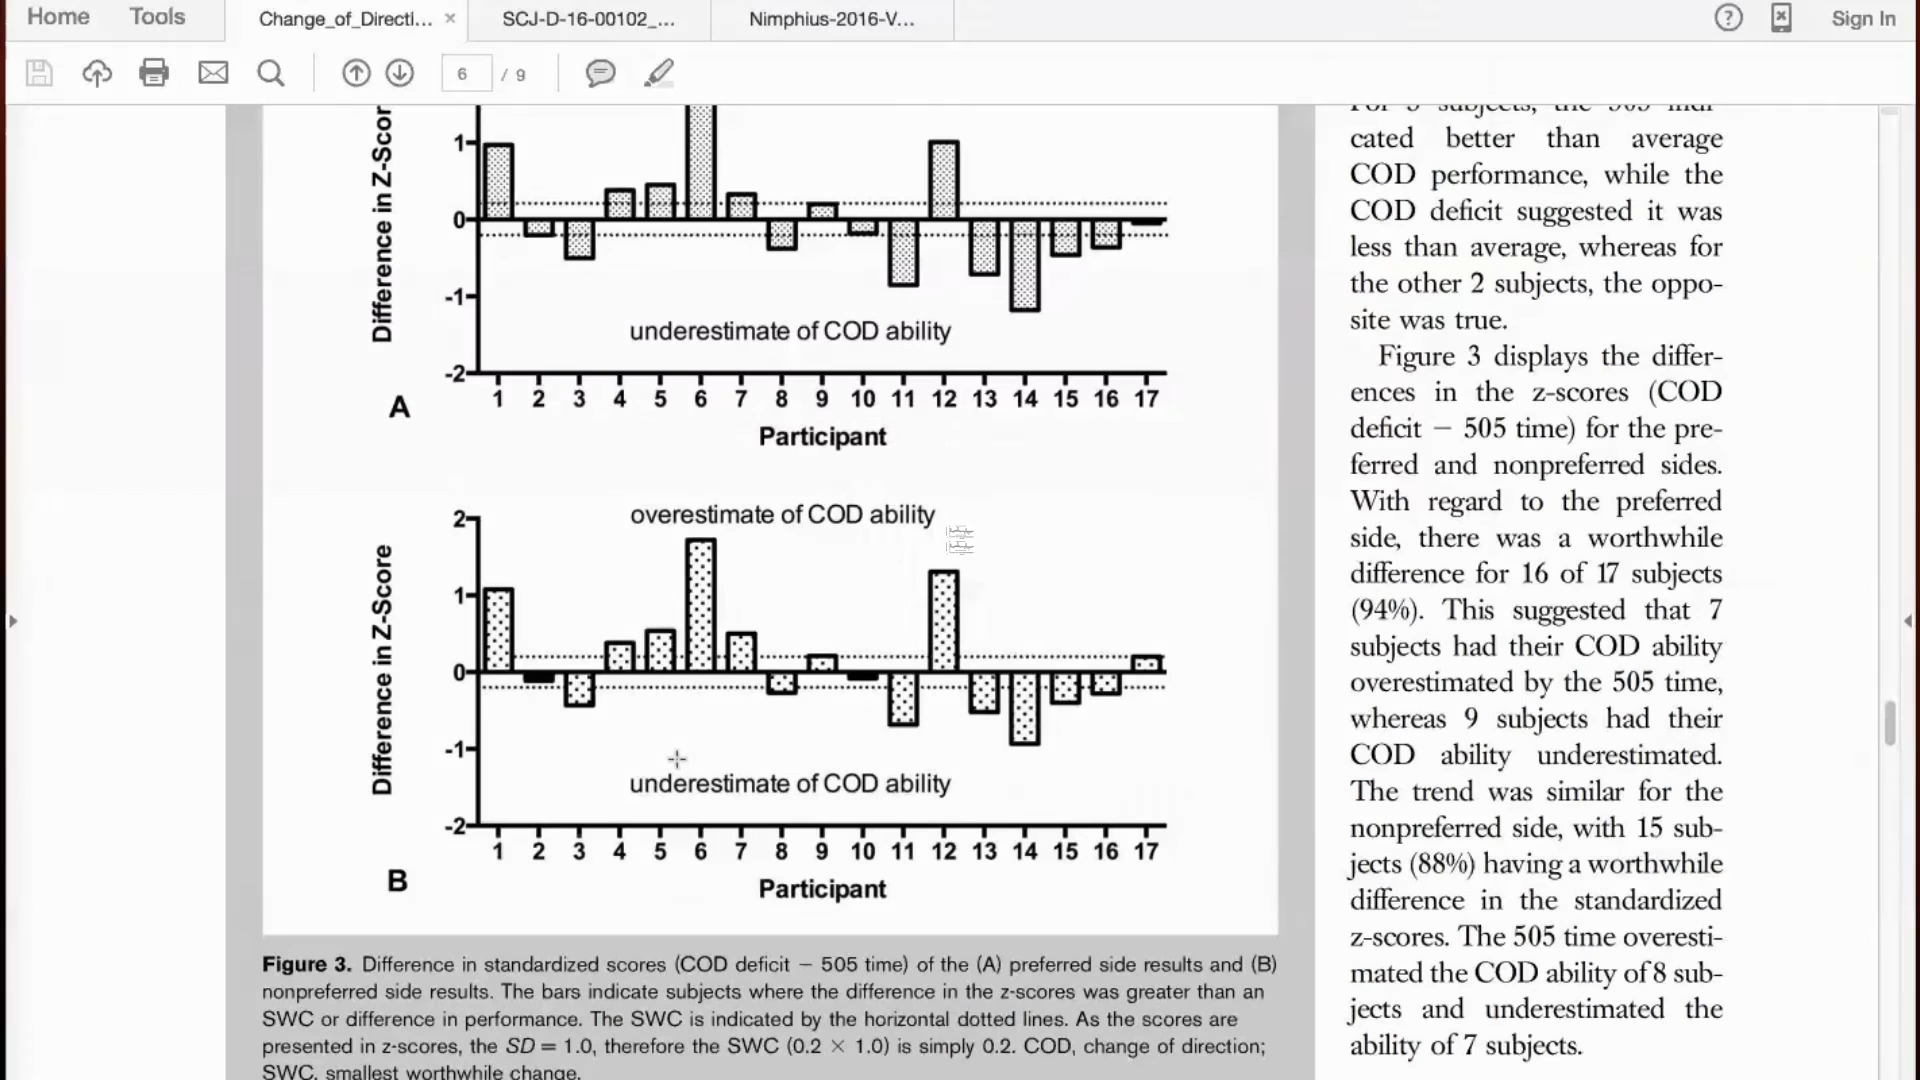 Home Tools Change_of_Directi... × SCJ-D-16-00102_... Nimphius-2016-V... Sign In
6 / 9
Difference in Z-Scor
1
0
-1
-2
underestimate of COD ability
1 2 3 4 5 6 7 8 9 10 11 12 13 14 15 16 17
A
Participant
overestimate of COD ability
Difference in Z-Score
2
1
0
-1
-2
underestimate of COD ability
1 2 3 4 5 6 7 8 9 10 11 12 13 14 15 16 17
B
Participant
Figure 3. Difference in standardized scores (COD deficit − 505 time) of the (A) preferred side results and (B)
nonpreferred side results. The bars indicate subjects where the difference in the z-scores was greater than an
SWC or difference in performance. The SWC is indicated by the horizontal dotted lines. As the scores are
presented in z-scores, the SD = 1.0, therefore the SWC (0.2 × 1.0) is simply 0.2. COD, change of direction;
SWC, smallest worthwhile change.
subjects, the 505 indi-
cated better than average
COD performance, while the
COD deficit suggested it was
less than average, whereas for
the other 2 subjects, the oppo-
site was true.
Figure 3 displays the differ-
ences in the z-scores (COD
deficit − 505 time) for the pre-
ferred and nonpreferred sides.
With regard to the preferred
side, there was a worthwhile
difference for 16 of 17 subjects
(94%). This suggested that 7
subjects had their COD ability
overestimated by the 505 time,
whereas 9 subjects had their
COD ability underestimated.
The trend was similar for the
nonpreferred side, with 15 sub-
jects (88%) having a worthwhile
difference in the standardized
z-scores. The 505 time overesti-
mated the COD ability of 8 sub-
jects and underestimated the
ability of 7 subjects.